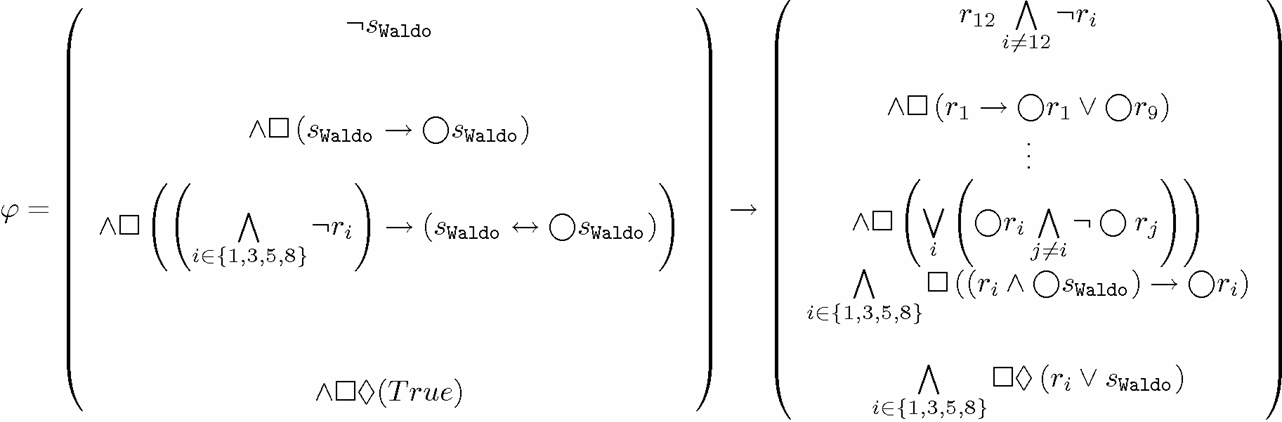 φ = ( ¬s_Waldo
∧□ (s_Waldo → ◯s_Waldo)
∧□ ( ( ⋀_{i∈{1,3,5,8}} ¬r_i ) → (s_Waldo ↔ ◯s_Waldo) )
∧□◊(True) )
→
( r_12 ⋀_{i≠12} ¬r_i
∧□ (r_1 → ◯r_1 ∨ ◯r_9)
⋮
∧□ ( ⋁_i ( ◯r_i ⋀_{j≠i} ¬ ◯ r_j ) )
⋀_{i∈{1,3,5,8}} □ ((r_i ∧ ◯s_Waldo) → ◯r_i)
⋀_{i∈{1,3,5,8}} □◊ (r_i ∨ s_Waldo) )